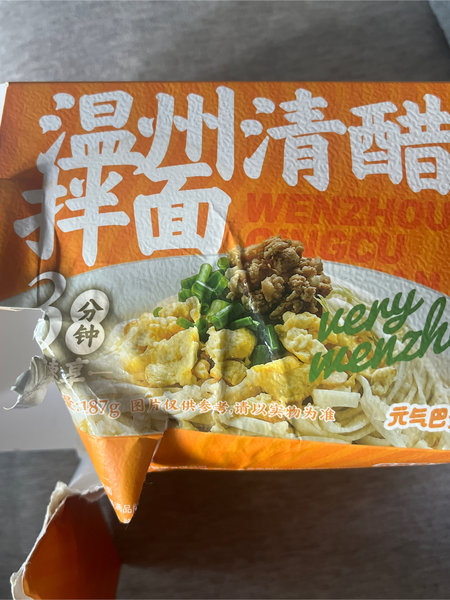 温州清醋
拌面
WENZHOU
QINGCU
3
分钟
very
wenzh
187g 图片仅供参考,请以实物为准
元气巴